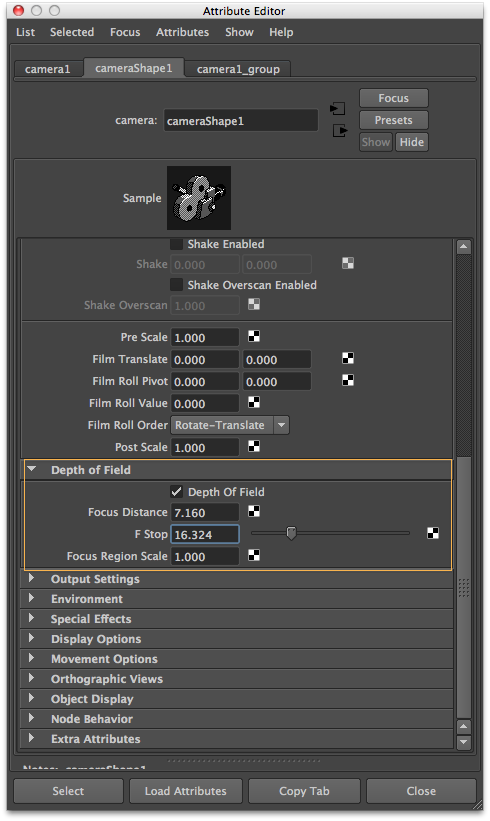 Attribute Editor
List Selected Focus Attributes Show Help
camera1 cameraShape1 camera1_group
Focus
camera: cameraShape1
Presets
Show Hide
Sample
Shake Enabled
Shake 0.000 0.000
Shake Overscan Enabled
Shake Overscan 1.000
Pre Scale 1.000
Film Translate 0.000 0.000
Film Roll Pivot 0.000 0.000
Film Roll Value 0.000
Film Roll Order Rotate-Translate
Post Scale 1.000
Depth of Field
Depth Of Field
Focus Distance 7.160
F Stop 16.324
Focus Region Scale 1.000
Output Settings
Environment
Special Effects
Display Options
Movement Options
Orthographic Views
Object Display
Node Behavior
Extra Attributes
Notes: cameraShape1
Select Load Attributes Copy Tab Close